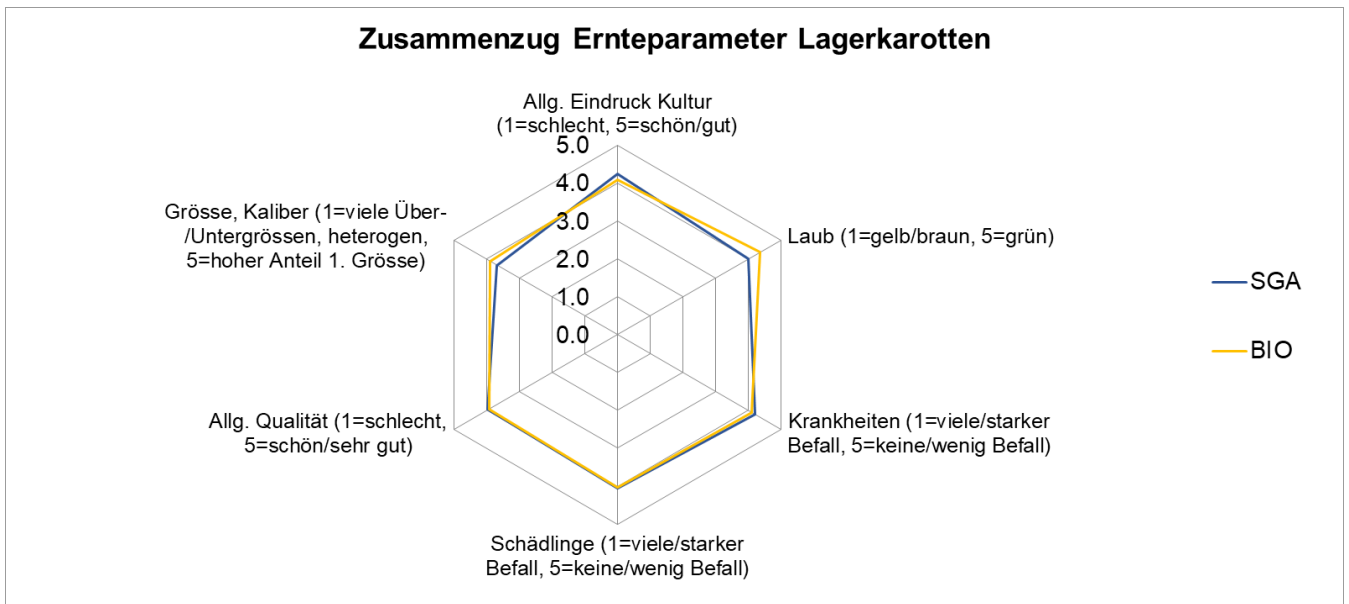 Zusammenzug Ernteparameter Lagerkarotten
Allg. Eindruck Kultur
(1=schlecht, 5=schön/gut)
5.0
4.0
3.0
2.0
1.0
0.0
Laub (1=gelb/braun, 5=grün)
Krankheiten (1=viele/starker
Befall, 5=keine/wenig Befall)
Schädlinge (1=viele/starker
Befall, 5=keine/wenig Befall)
Allg. Qualität (1=schlecht,
5=schön/sehr gut)
Grösse, Kaliber (1=viele Über-
/Untergrössen, heterogen,
5=hoher Anteil 1. Grösse)
SGA
BIO